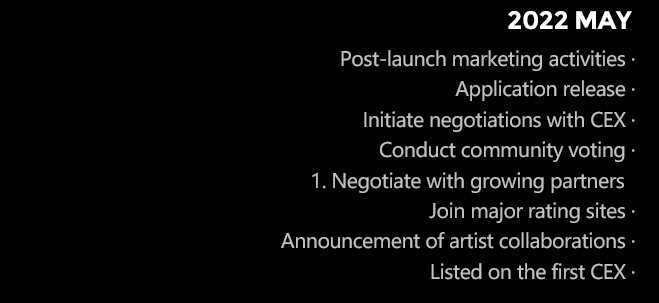 2022 MAY
Post-launch marketing activities ·
Application release ·
Initiate negotiations with CEX ·
Conduct community voting ·
1. Negotiate with growing partners
Join major rating sites ·
Announcement of artist collaborations ·
Listed on the first CEX ·